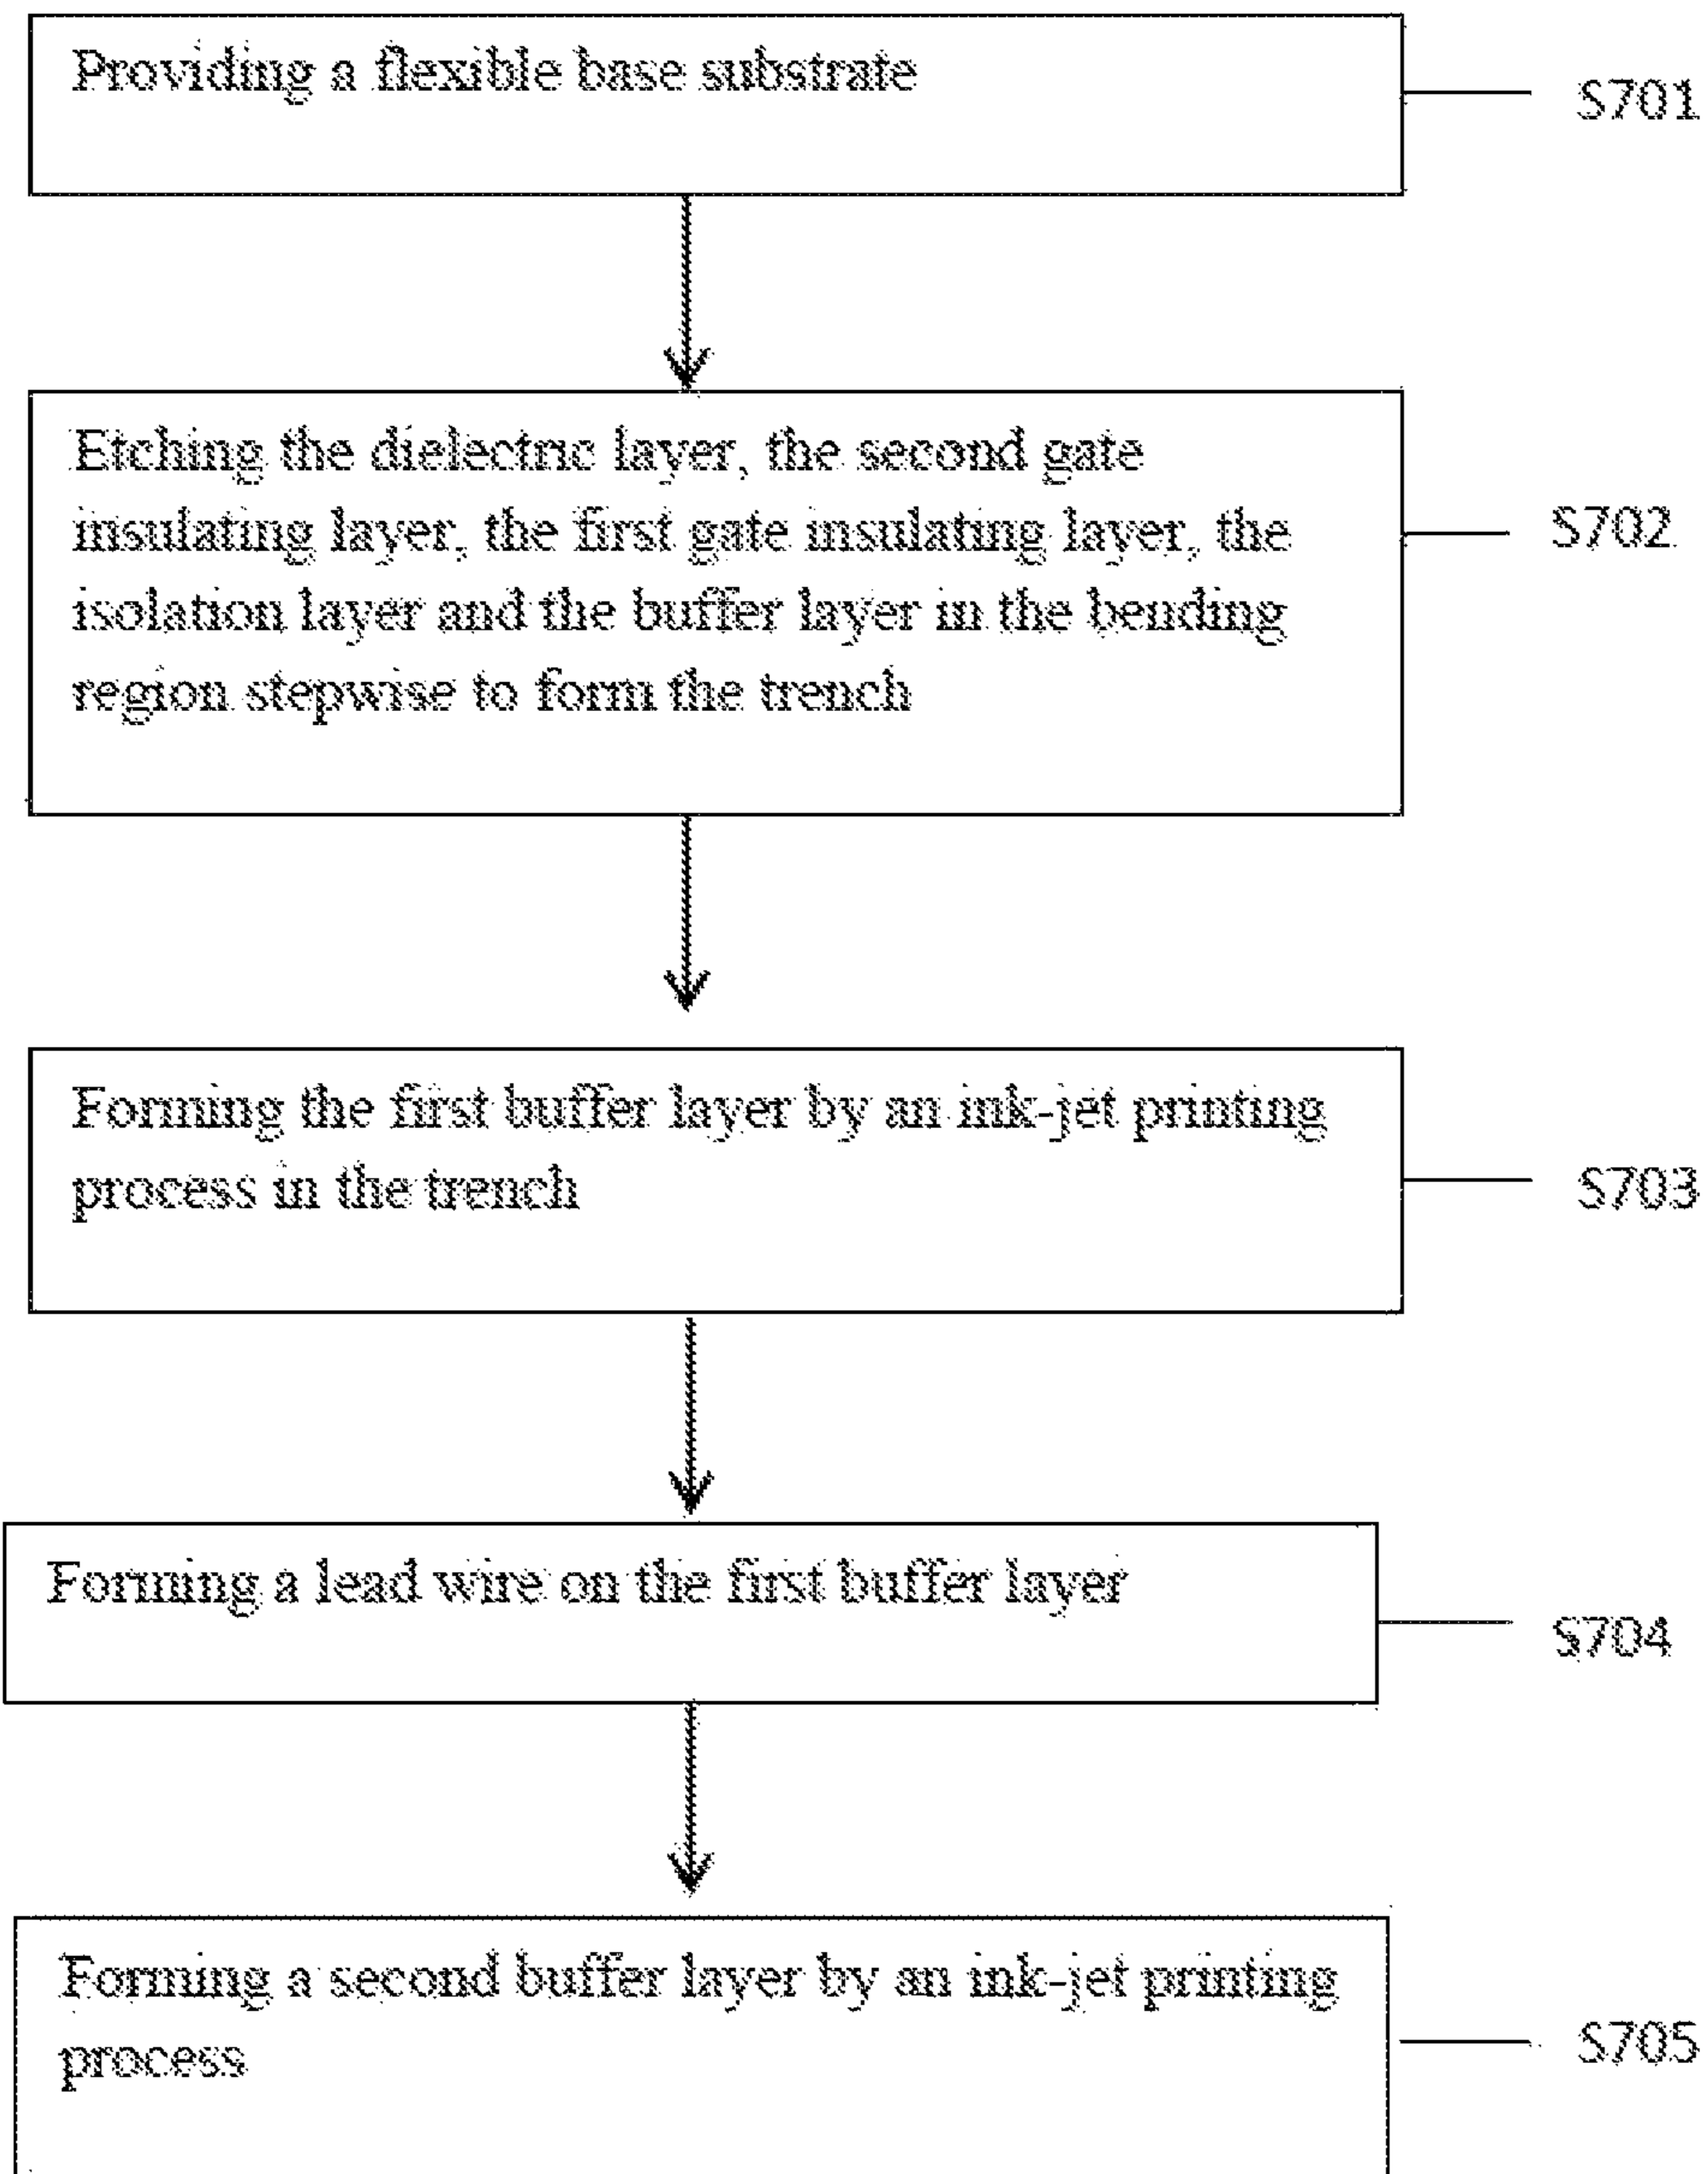 Providing a flexible base substrate
S701
Etching the dielectric layer, the second gate
insulating layer, the first gate insulating layer, the
isolation layer and the buffer layer in the bending
region stepwise to form the trench
S702
Forming the first buffer layer by an ink-jet printing
process in the trench
S703
Forming a lead wire on the first buffer layer
S704
Forming a second buffer layer by an ink-jet printing
process
S705